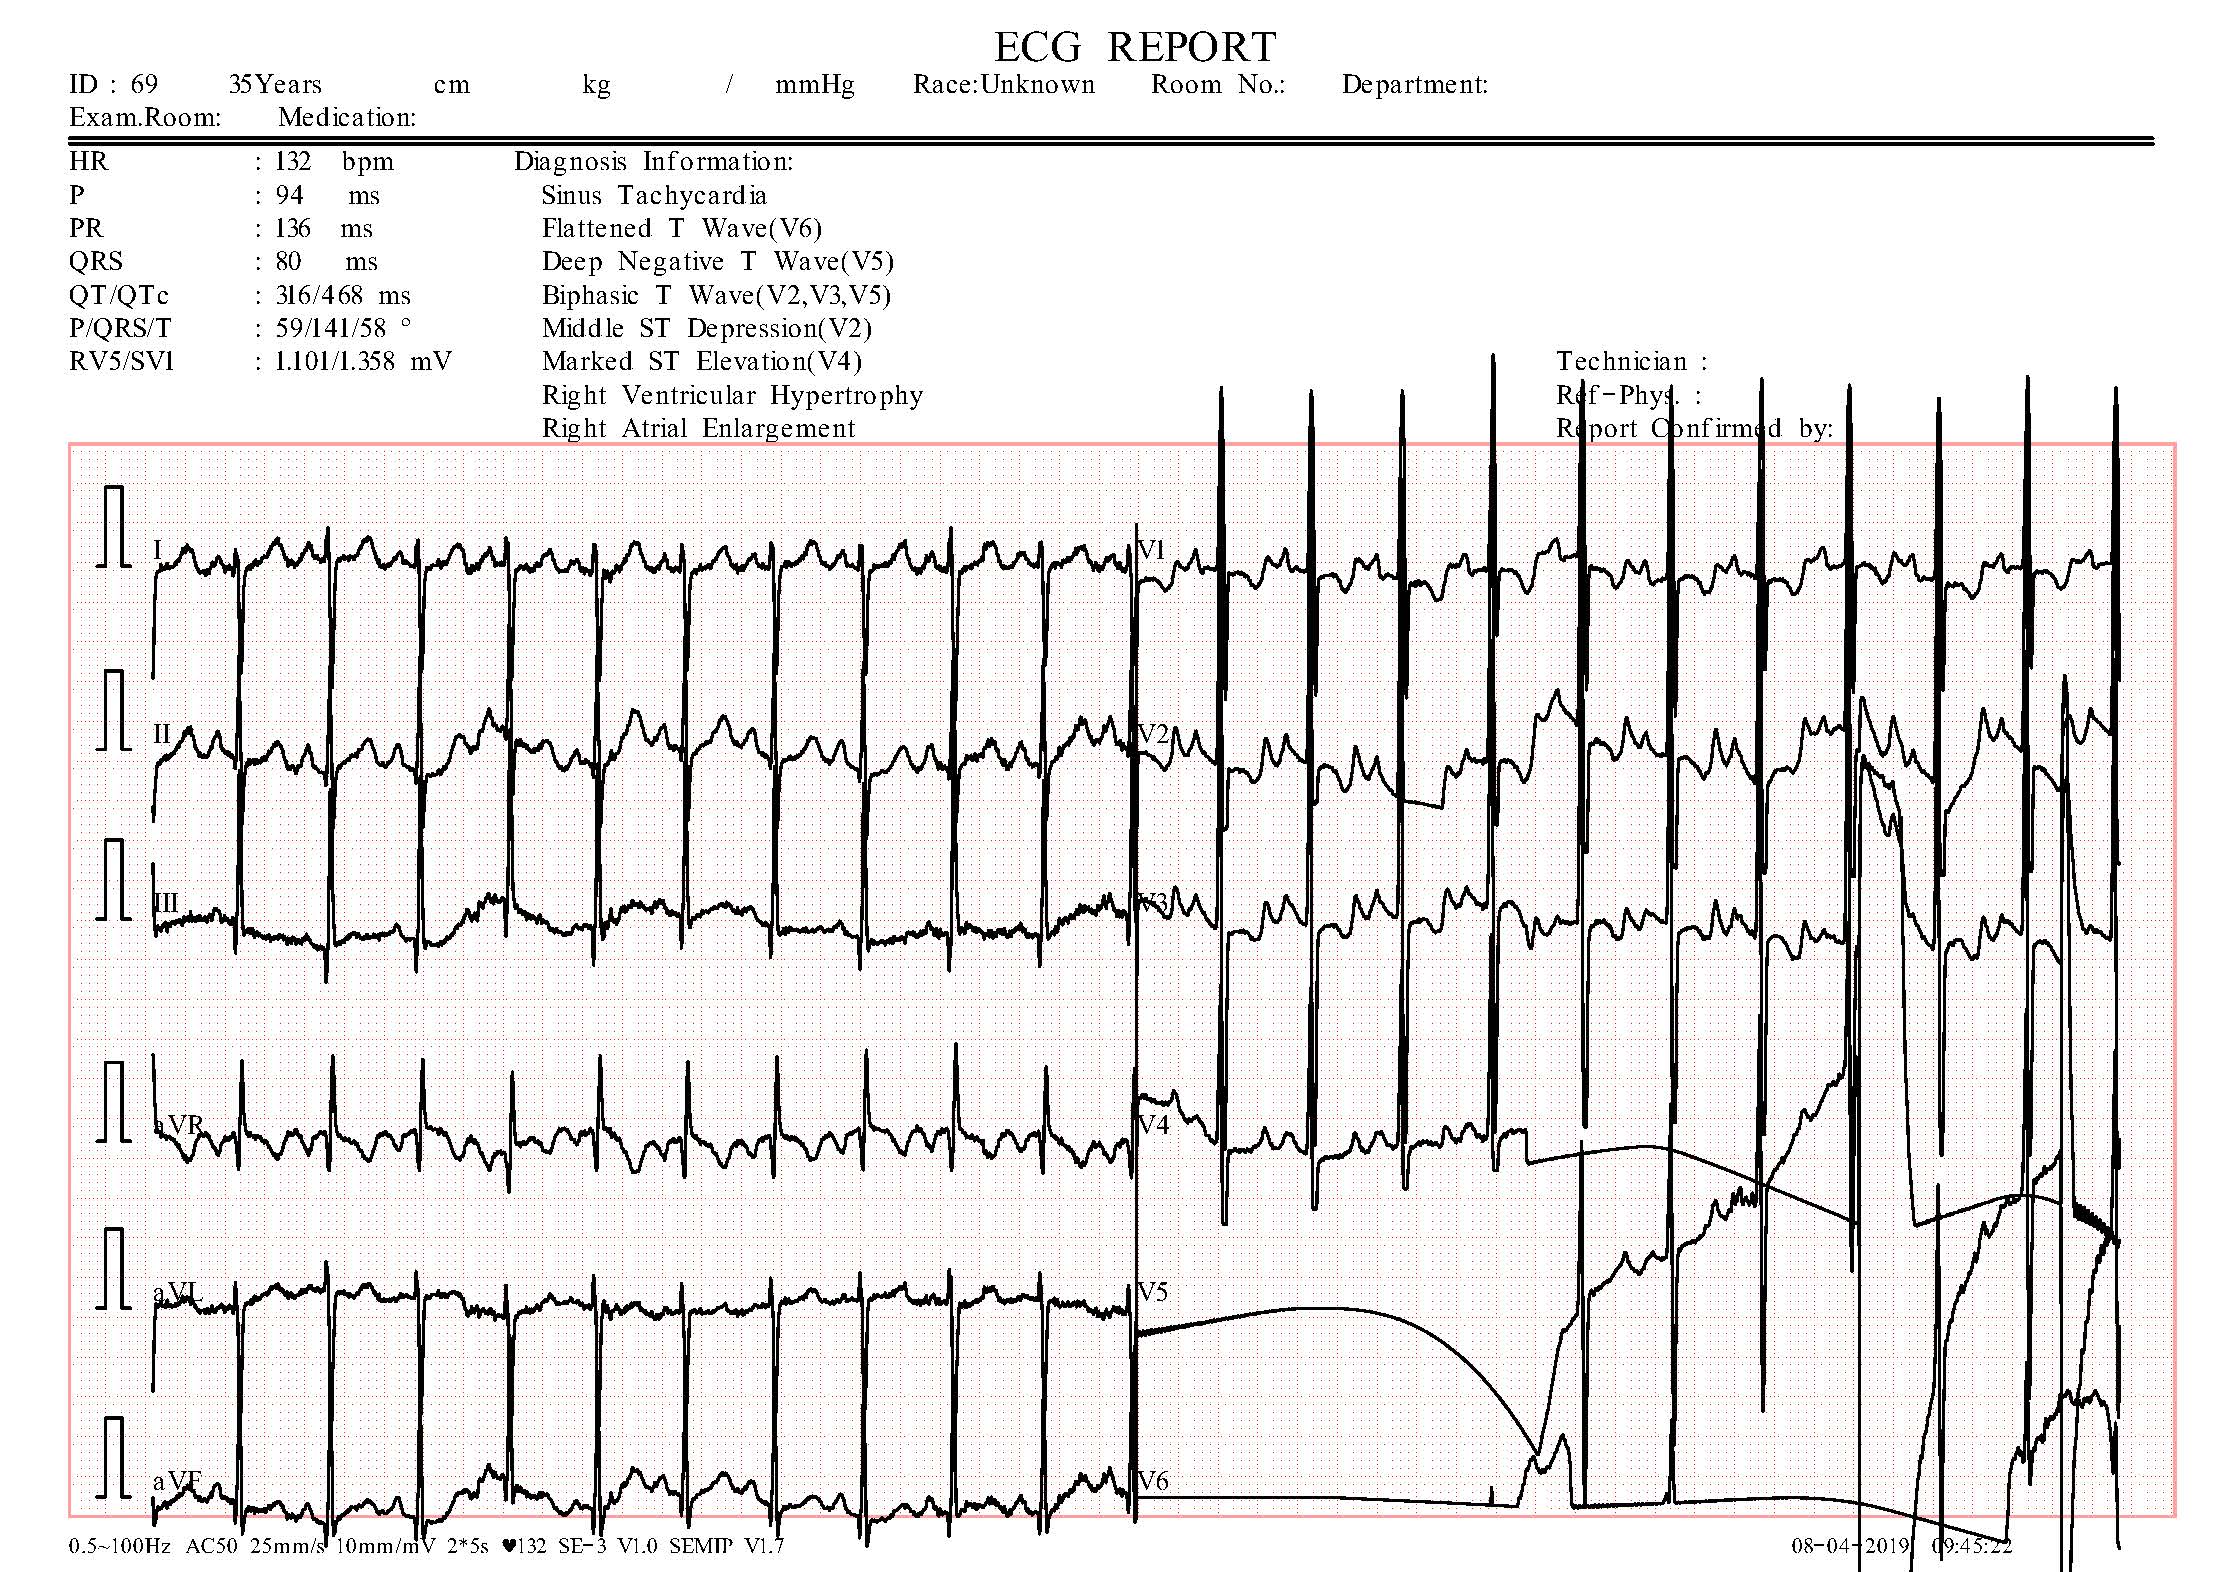 ECG REPORT
ID : 69 35Years cm kg / mmHg Race:Unknown Room No.: Department:
Exam.Room: Medication:
HR : 132 bpm
P : 94 ms
PR : 136 ms
QRS : 80 ms
QT/QTc : 316/468 ms
P/QRS/T : 59/141/58 °
RV5/SV1 : 1.101/1.358 mV
Diagnosis Information:
Sinus Tachycardia
Flattened T Wave(V6)
Deep Negative T Wave(V5)
Biphasic T Wave(V2,V3,V5)
Middle ST Depression(V2)
Marked ST Elevation(V4)
Right Ventricular Hypertrophy
Right Atrial Enlargement
Technician :
Ref-Phys. :
Report Confirmed by:
I
V1
II
V2
III
V3
aVR
V4
aVL
V5
aVF
V6
0.5~100Hz AC50 25mm/s 10mm/mV 2*5s ♥132 SE-3 V1.0 SEMIP V1.7
08-04-2019 09:45:22